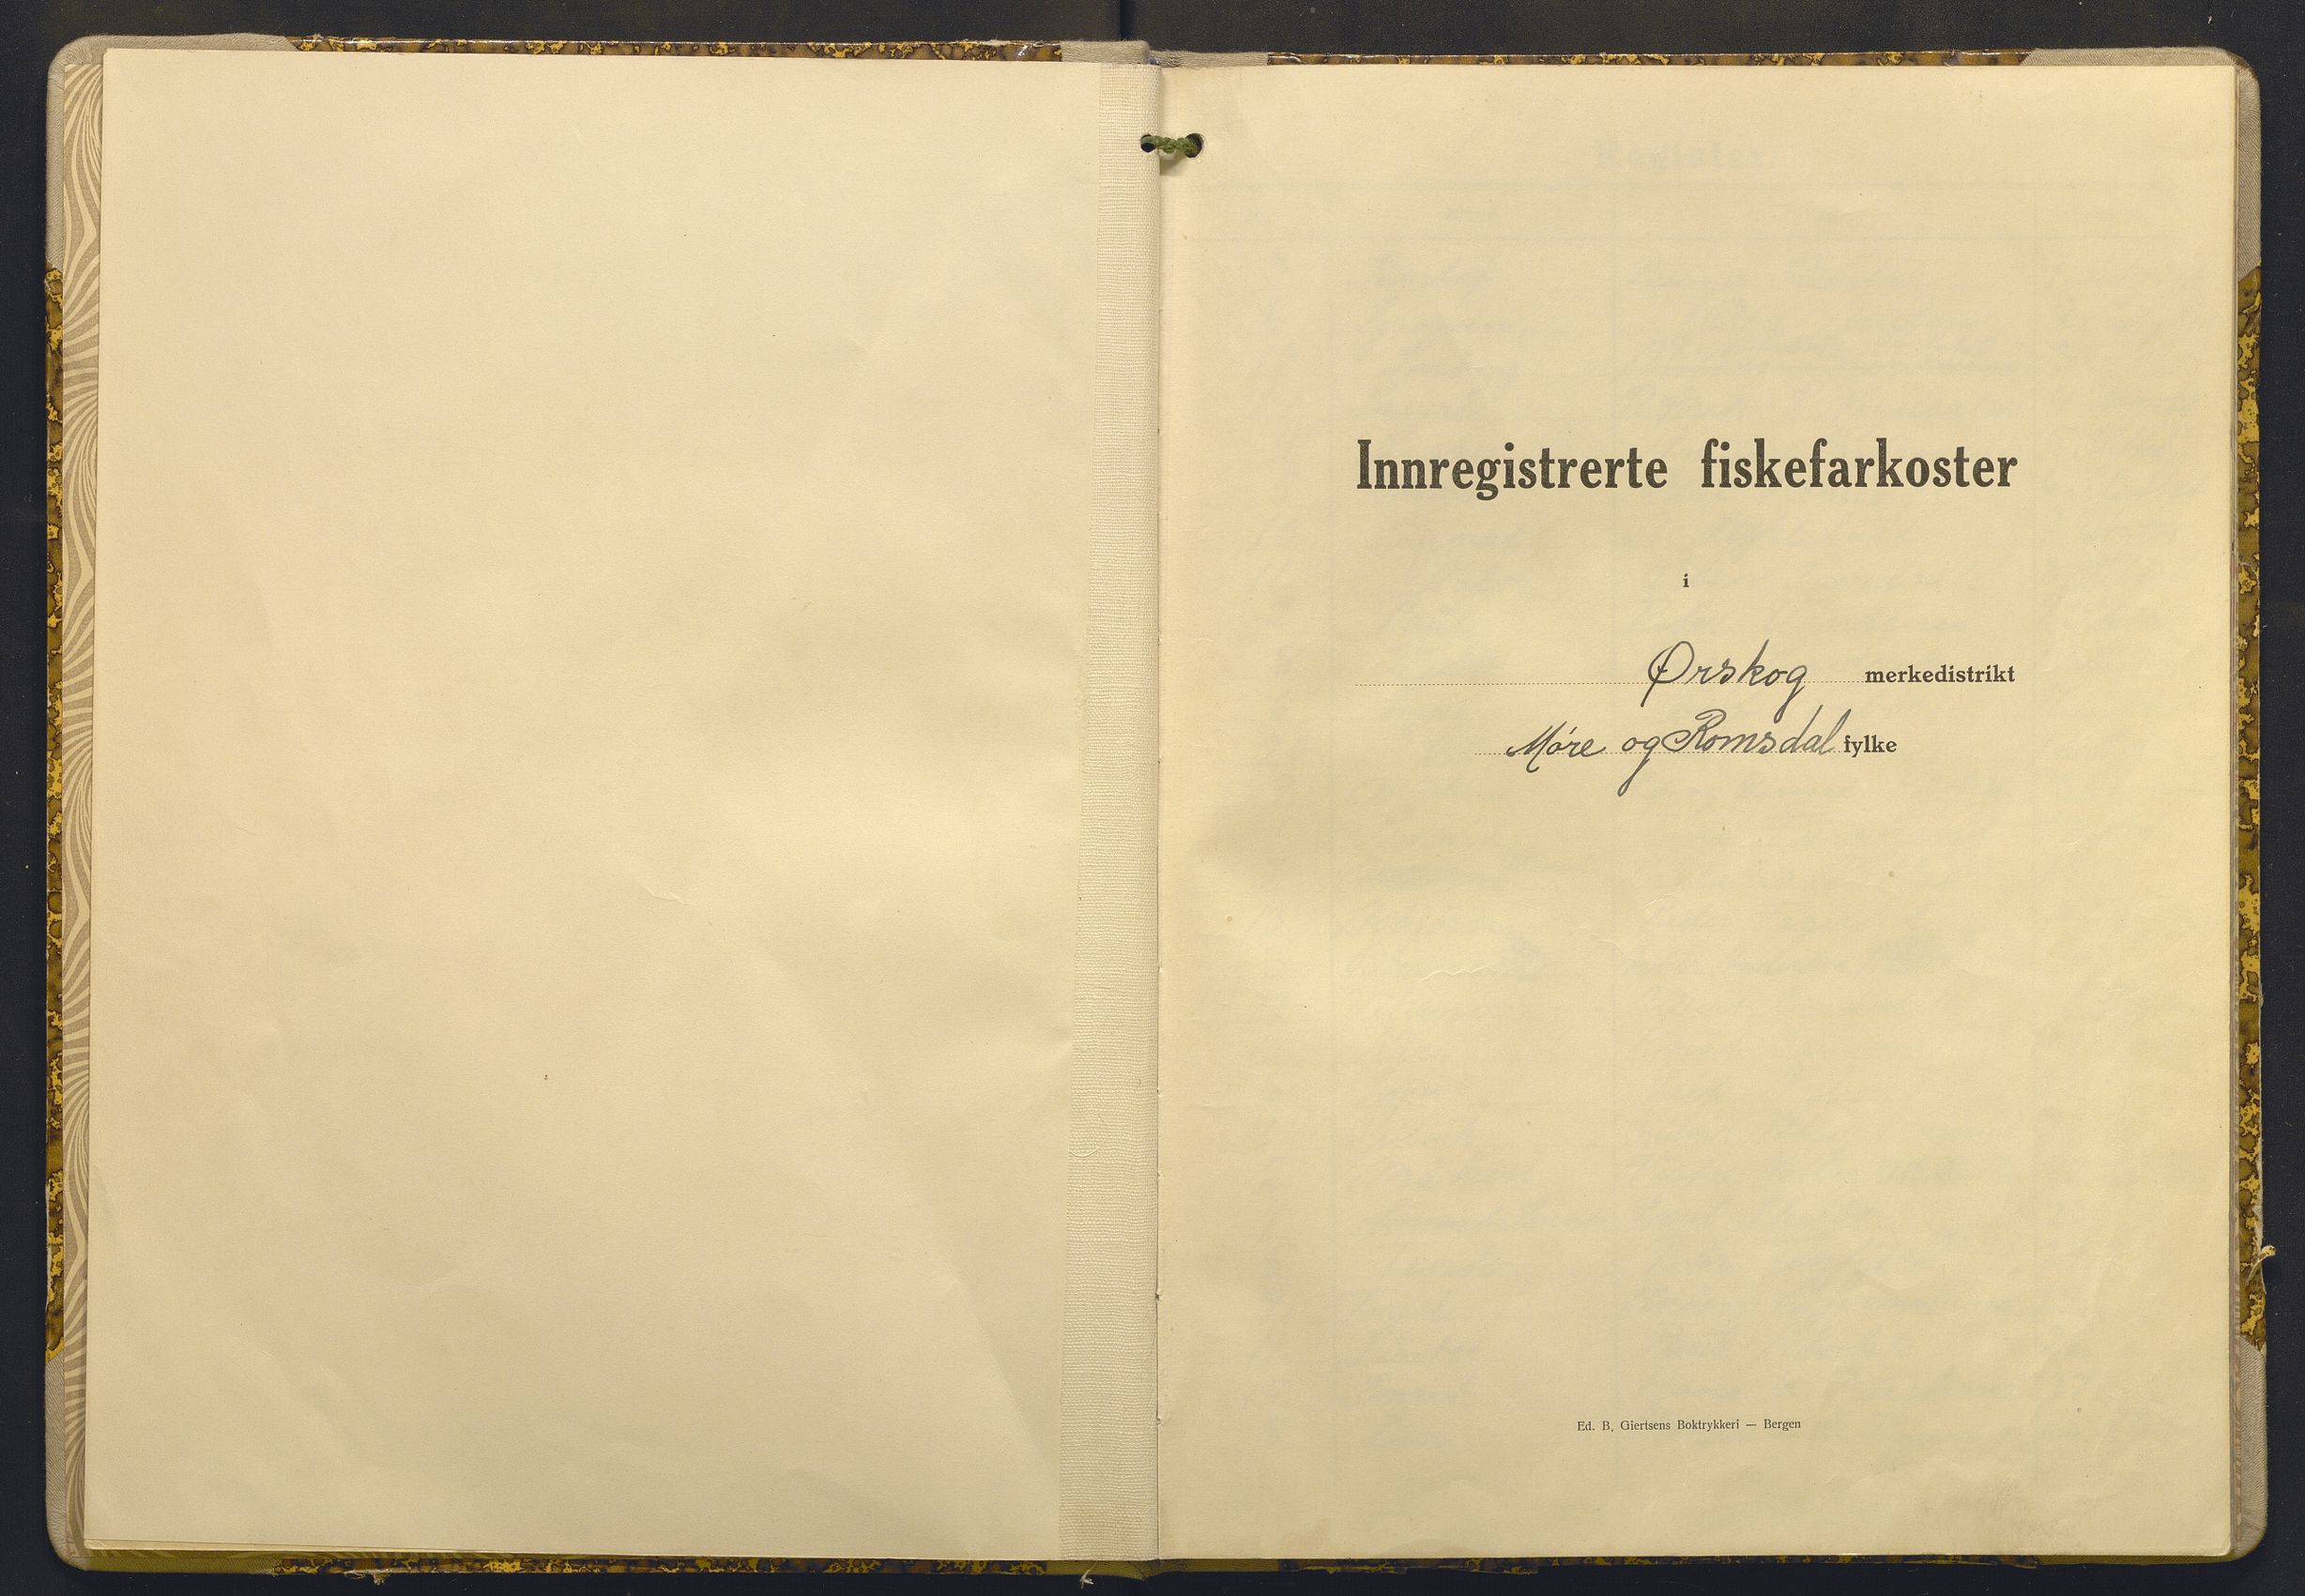 Innregistrerte fiskefarkoster
i
Ørskog merkedistrikt
Møre og Romsdal fylke
Ed. B. Giertsens Boktrykkeri — Bergen